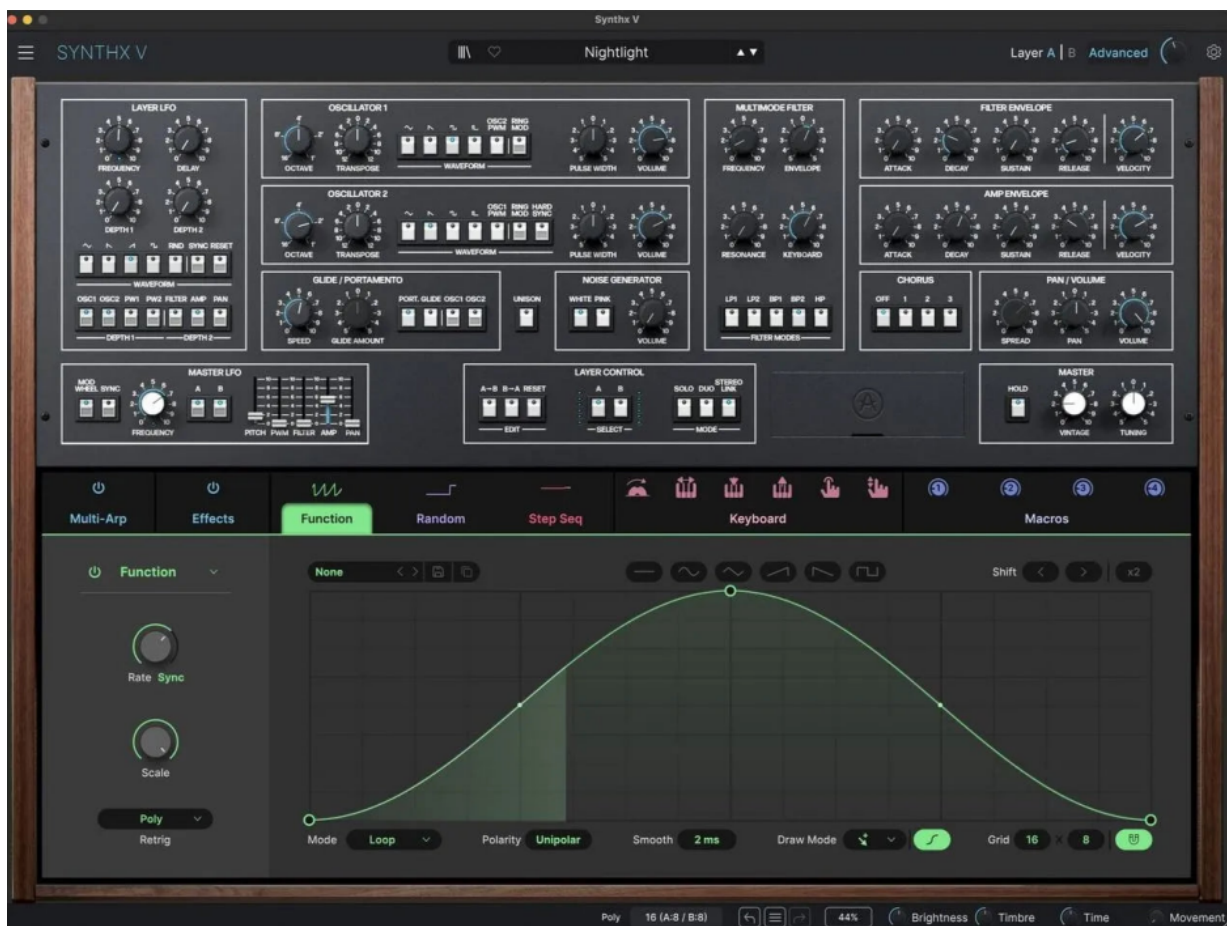 Synthx V
SYNTHX V
Nightlight
Layer A | B Advanced
LAYER LFO
FREQUENCY DELAY
DEPTH 1 DEPTH 2
RND SYNC RESET
WAVEFORM
OSC1 OSC2 PW1 PW2 FILTER AMP PAN
DEPTH 1 DEPTH 2
OSCILLATOR 1
OSC2 PWM RING MOD
OCTAVE TRANSPOSE WAVEFORM PULSE WIDTH VOLUME
OSCILLATOR 2
OSC1 PWM RING MOD HARD SYNC
OCTAVE TRANSPOSE WAVEFORM PULSE WIDTH VOLUME
GLIDE / PORTAMENTO
PORT. GLIDE OSC1 OSC2
SPEED GLIDE AMOUNT
UNISON
NOISE GENERATOR
WHITE PINK
VOLUME
MULTIMODE FILTER
FREQUENCY ENVELOPE
RESONANCE KEYBOARD
LP1 LP2 BP1 BP2 HP
FILTER MODES
FILTER ENVELOPE
ATTACK DECAY SUSTAIN RELEASE VELOCITY
AMP ENVELOPE
ATTACK DECAY SUSTAIN RELEASE VELOCITY
CHORUS
OFF 1 2 3
PAN / VOLUME
SPREAD PAN VOLUME
MASTER LFO
MOD WHEEL SYNC
A B
FREQUENCY
PITCH PWM FILTER AMP PAN
LAYER CONTROL
A→B B→A RESET
EDIT
A B
SELECT
SOLO DUO STEREO LINK
MODE
MASTER
HOLD
VINTAGE TUNING
Multi-Arp Effects Function Random Step Seq Keyboard Macros
1 2 3 4
Function
Rate Sync
Scale
Poly
Retrig
None
Shift < > x2
Mode Loop Polarity Unipolar Smooth 2 ms Draw Mode Grid 16 × 8
Poly 16 (A:8 / B:8) 44% Brightness Timbre Time Movement